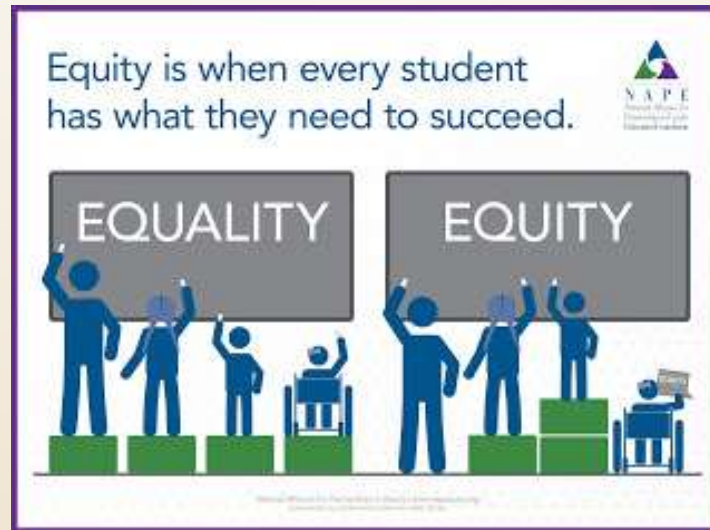 Equity is when every student
has what they need to succeed.
NAPE
EQUALITY
EQUITY